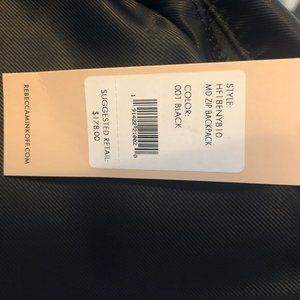 STYLE:
HF18ENYB10
MD ZIP BACKPACK
COLOR:
001 BLACK
SUGGESTED RETAIL:
$178.00
REBECCAMINKOFF.COM